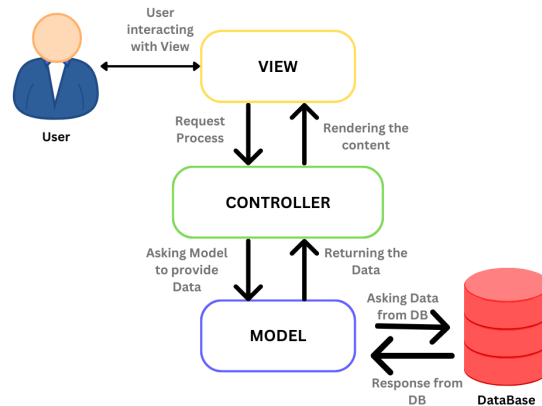 User
interacting
with View
VIEW
User
Request
Process
Rendering the
content
CONTROLLER
Asking Model
to provide
Data
Returning the
Data
MODEL
Asking Data
from DB
Response from
DB
DataBase